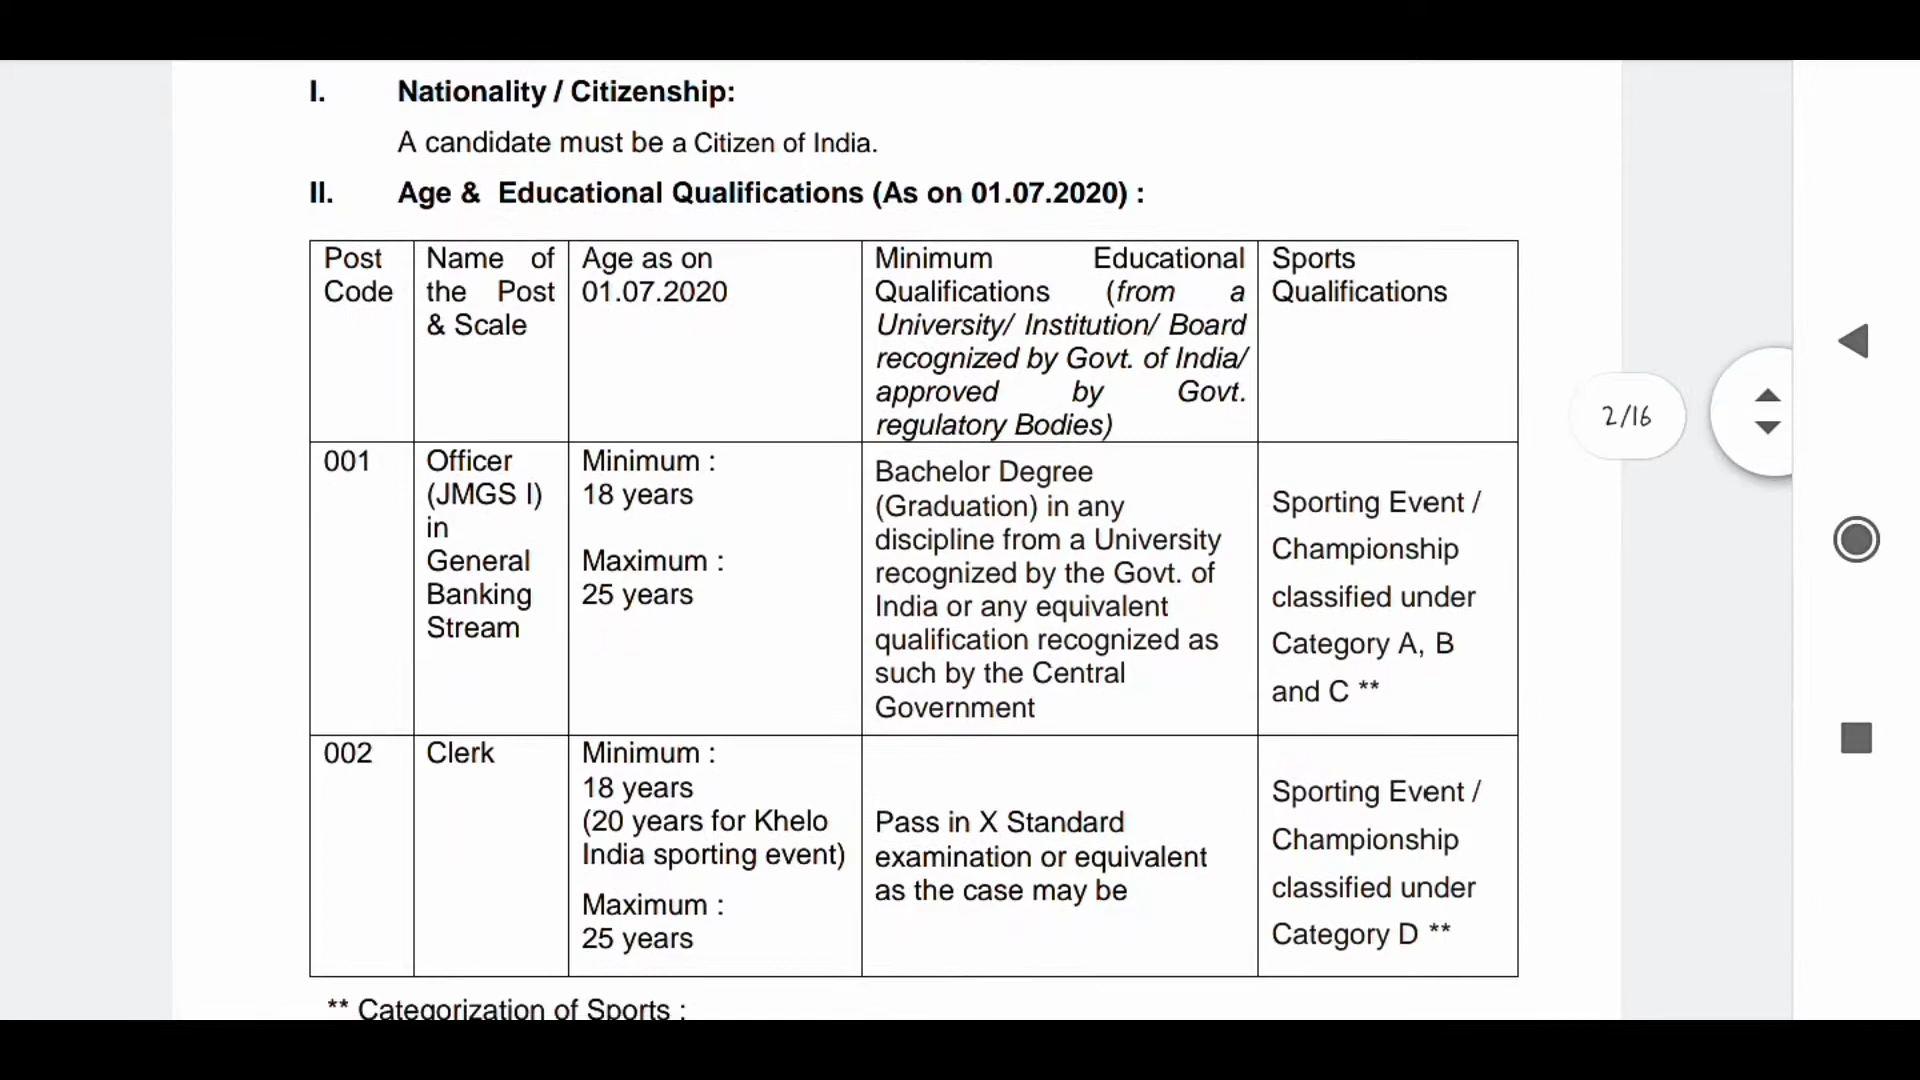 I. Nationality / Citizenship:
A candidate must be a Citizen of India.
II. Age & Educational Qualifications (As on 01.07.2020) :
Post
Code
Name of
the Post
& Scale
Age as on
01.07.2020
Minimum Educational
Qualifications (from a
University/ Institution/ Board
recognized by Govt. of India/
approved by Govt.
regulatory Bodies)
Sports
Qualifications
001
Officer
(JMGS I)
in
General
Banking
Stream
Minimum :
18 years
Maximum :
25 years
Bachelor Degree
(Graduation) in any
discipline from a University
recognized by the Govt. of
India or any equivalent
qualification recognized as
such by the Central
Government
Sporting Event /
Championship
classified under
Category A, B
and C **
002
Clerk
Minimum :
18 years
(20 years for Khelo
India sporting event)
Maximum :
25 years
Pass in X Standard
examination or equivalent
as the case may be
Sporting Event /
Championship
classified under
Category D **
** Categorization of Sports :
2/16